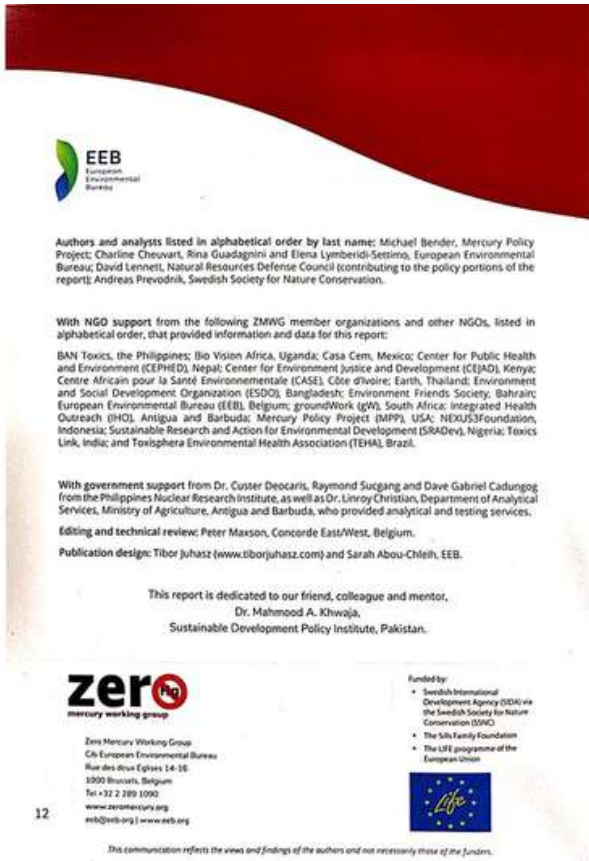 EEB
European
Environmental
Bureau
Authors and analysts listed in alphabetical order by last name: Michael Bender, Mercury Policy
Project; Charline Cheuvart, Rina Guadagnini and Elena Lymberidi-Settimo, European Environmental
Bureau; David Lennett, Natural Resources Defense Council (contributing to the policy portions of the
report); Andreas Prevodnik, Swedish Society for Nature Conservation.
With NGO support from the following ZMWG member organizations and other NGOs, listed in
alphabetical order, that provided information and data for this report:
BAN Toxics, the Philippines; Bio Vision Africa, Uganda; Casa Cem, Mexico; Center for Public Health
and Environment (CEPHED), Nepal; Center for Environment Justice and Development (CEJAD), Kenya;
Centre Africain pour la Santé Environnementale (CASE), Côte d'Ivoire; Earth, Thailand; Environment
and Social Development Organization (ESDO), Bangladesh; Environment Friends Society, Bahrain;
European Environmental Bureau (EEB), Belgium; groundWork (gW), South Africa; Integrated Health
Outreach (IHO), Antigua and Barbuda; Mercury Policy Project (MPP), USA; NEXUS3Foundation,
Indonesia; Sustainable Research and Action for Environmental Development (SRADev), Nigeria; Toxics
Link, India; and Toxisphera Environmental Health Association (TEHA), Brazil.
With government support from Dr. Custer Deocaris, Raymond Sucgang and Dave Gabriel Cadungog
from the Philippines Nuclear Research Institute, as well as Dr. Linroy Christian, Department of Analytical
Services, Ministry of Agriculture, Antigua and Barbuda, who provided analytical and testing services.
Editing and technical review: Peter Maxson, Concorde East/West, Belgium.
Publication design: Tibor Juhasz (www.tiborjuhasz.com) and Sarah Abou-Chleih, EEB.
This report is dedicated to our friend, colleague and mentor,
Dr. Mahmood A. Khwaja,
Sustainable Development Policy Institute, Pakistan.
zero
Hg
mercury working group
Zero Mercury Working Group
C/o European Environmental Bureau
Rue des deux Eglises 14-16
1000 Brussels, Belgium
Tel +32 2 289 1090
www.zeromercury.org
eeb@eeb.org | www.eeb.org
12
Funded by:
• Swedish International
Development Agency (SIDA) via
the Swedish Society for Nature
Conservation (SSNC)
• The Sills Family Foundation
• The LIFE programme of the
European Union
Life
This communication reflects the views and findings of the authors and not necessarily those of the funders.